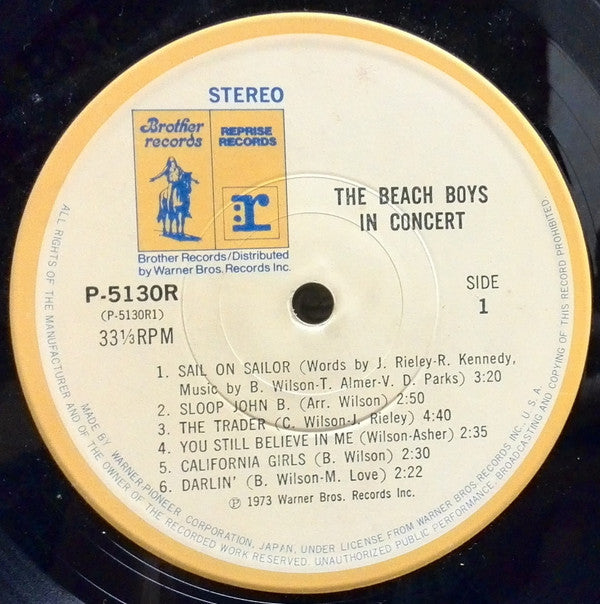 STEREO
Brother
records
REPRISE
RECORDS
:r
Brother Records/Distributed
by Warner Bros. Records Inc.
THE BEACH BOYS
IN CONCERT
P-5130R
(P-5130R1)
33⅓RPM
SIDE
1
1. SAIL ON SAILOR (Words by J. Rieley-R. Kennedy,
Music by B. Wilson-T. Almer-V. D. Parks) 3:20
2. SLOOP JOHN B. (Arr. Wilson) 2:50
3. THE TRADER (C. Wilson-J. Rieley) 4:40
4. YOU STILL BELIEVE IN ME (Wilson-Asher) 2:35
5. CALIFORNIA GIRLS (B. Wilson) 2:30
6. DARLIN' (B. Wilson-M. Love) 2:22
Ⓟ 1973 Warner Bros. Records Inc.
MADE BY WARNER-PIONEER CORPORATION, JAPAN, UNDER LICENSE FROM WARNER BROS. RECORDS INC., U.S.A.
ALL RIGHTS OF THE MANUFACTURER AND OF THE OWNER OF THE RECORDED WORK RESERVED. UNAUTHORIZED PUBLIC PERFORMANCE, BROADCASTING AND COPYING OF THIS RECORD PROHIBITED.